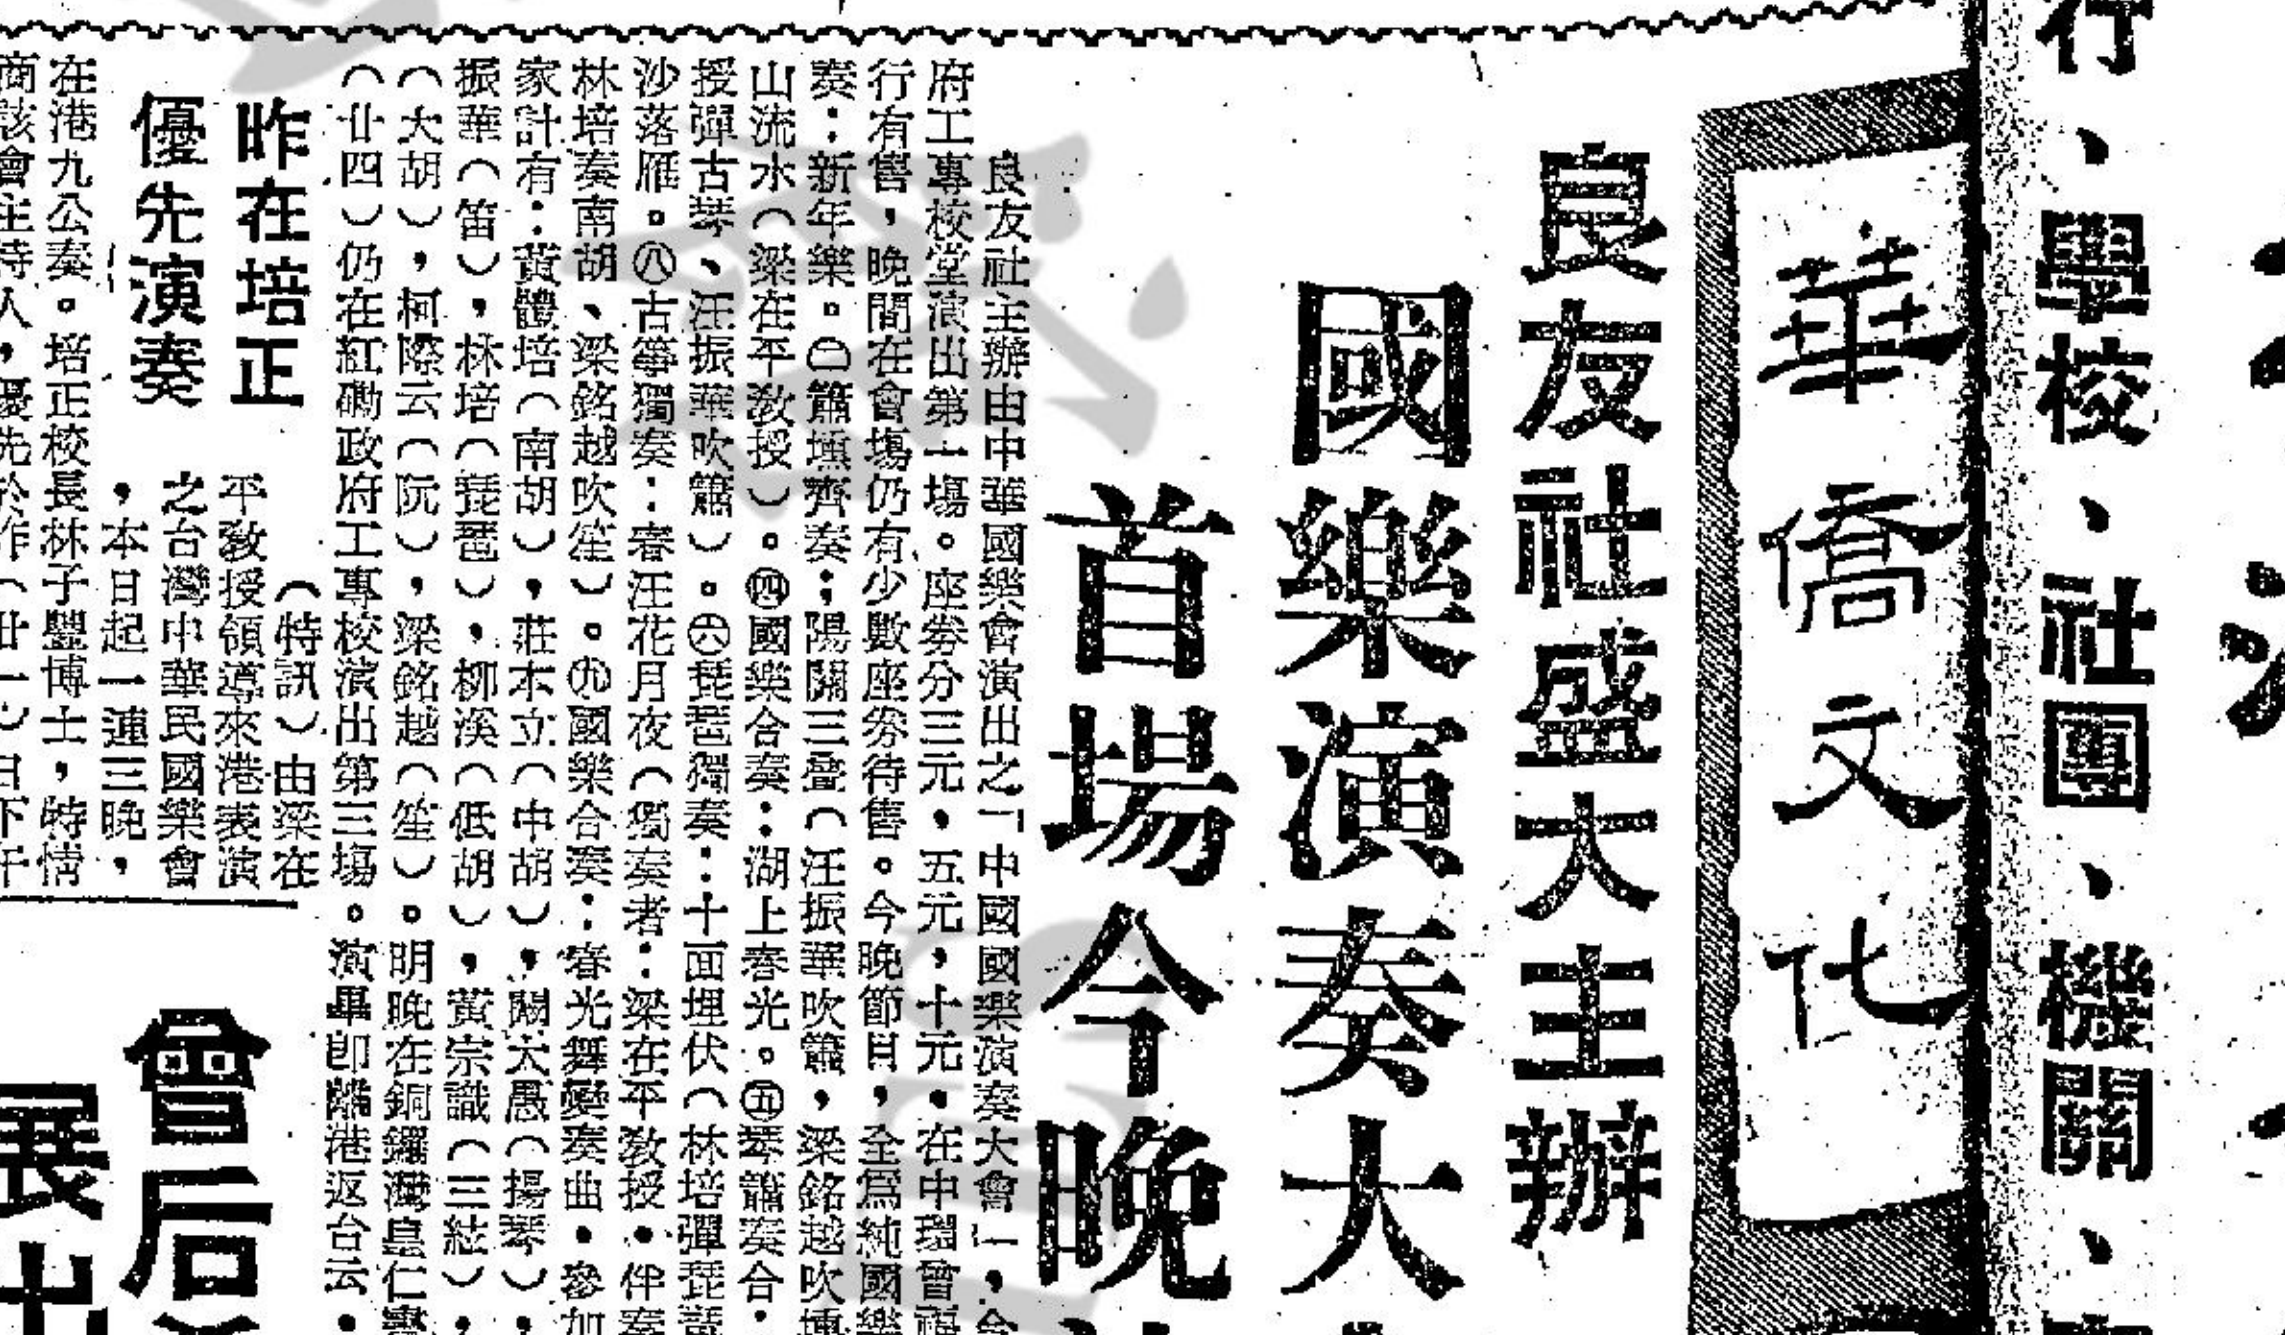 行、學校、社團、機關、
華僑文化
良友社盛大主辦
國樂演奏大
首場今晚
良友社主辦由中華國樂會演出之「中國國樂演奏大會」，今
府工專校堂演出第一場。座劵分三元，五元，十元。在中環曾福
行有售，晚間在會塲仍有少數座劵待售。今晚節目，全爲純國樂
奏：新年樂。㊁簫壎齊奏；陽關三疊（汪振華吹簫，梁銘越吹壎
山流水（梁在平敎授）。㊃國樂合奏：湖上春光。㊄琴簫奏合．
授彈古琴、汪振華吹簫）。㊅琵琶獨奏：十面埋伏（林培彈琵琶
沙落雁。㊇古箏獨奏：春江花月夜（獨奏者：梁在平敎授．伴奏
林培奏南胡、梁銘越吹笙）。㊈國樂合奏：春光舞變奏曲．參加
家計有：黃體培（南胡），莊本立（中胡），關大愚（揚琴），
振華（笛），林培（琵琶），柳溪（低胡），黃宗識（三絃），
（大胡），柯際云（阮），梁銘越（笙）。明晚在銅鑼灣皇仁書
（廿四）仍在紅磡政府工專校演出第三塲。演畢卽離港返台云．
昨在培正
優先演奏
（特訊）由梁在
平敎授領導來港表演
之台灣中華民國樂會
，本日起一連三晚，
在港九公奏。培正校長林子豐博士，特情
商該會主持人，優先於昨（廿一）日下午
會后
展出